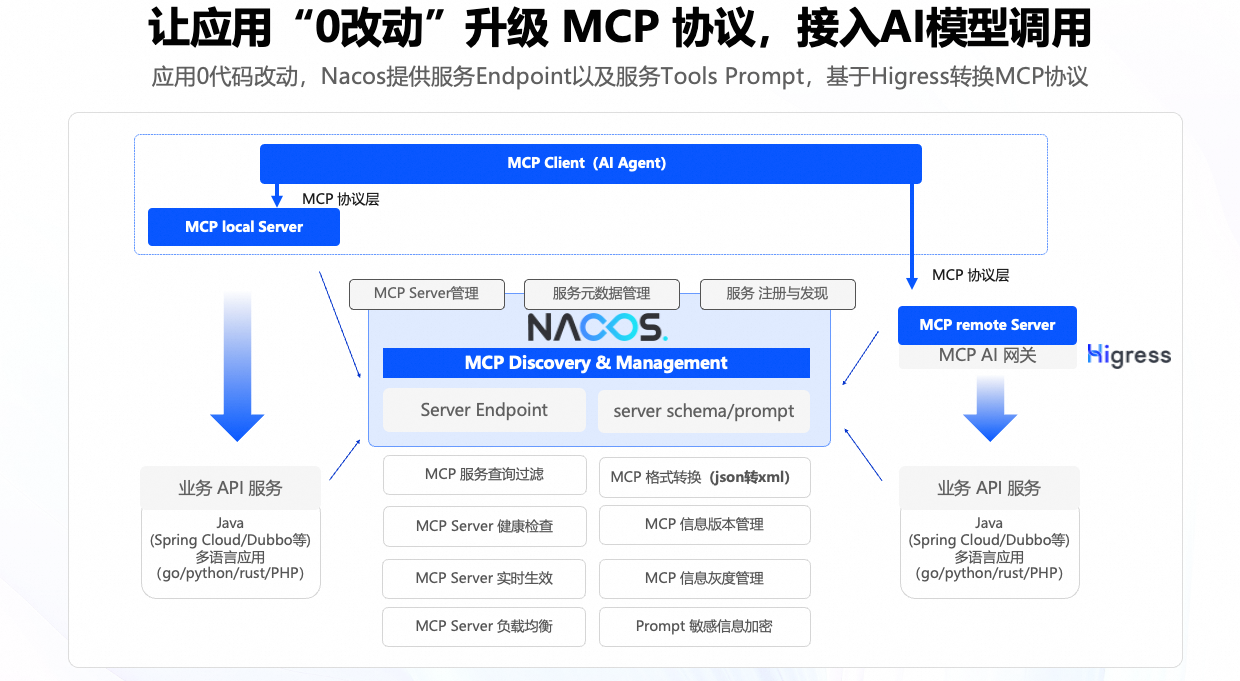 让应用“0改动”升级 MCP 协议，接入AI模型调用
应用0代码改动，Nacos提供服务Endpoint以及服务Tools Prompt，基于Higress转换MCP协议
MCP Client（AI Agent）
MCP 协议层
MCP local Server
MCP 协议层
MCP Server管理
服务元数据管理
服务 注册与发现
NACOS.
MCP remote Server
MCP AI 网关
Higress
MCP Discovery & Management
Server Endpoint
server schema/prompt
业务 API 服务
Java
(Spring Cloud/Dubbo等)
多语言应用
（go/python/rust/PHP）
MCP 服务查询过滤
MCP 格式转换（json转xml）
MCP Server 健康检查
MCP 信息版本管理
MCP Server 实时生效
MCP 信息灰度管理
MCP Server 负载均衡
Prompt 敏感信息加密
业务 API 服务
Java
(Spring Cloud/Dubbo等)
多语言应用
（go/python/rust/PHP）